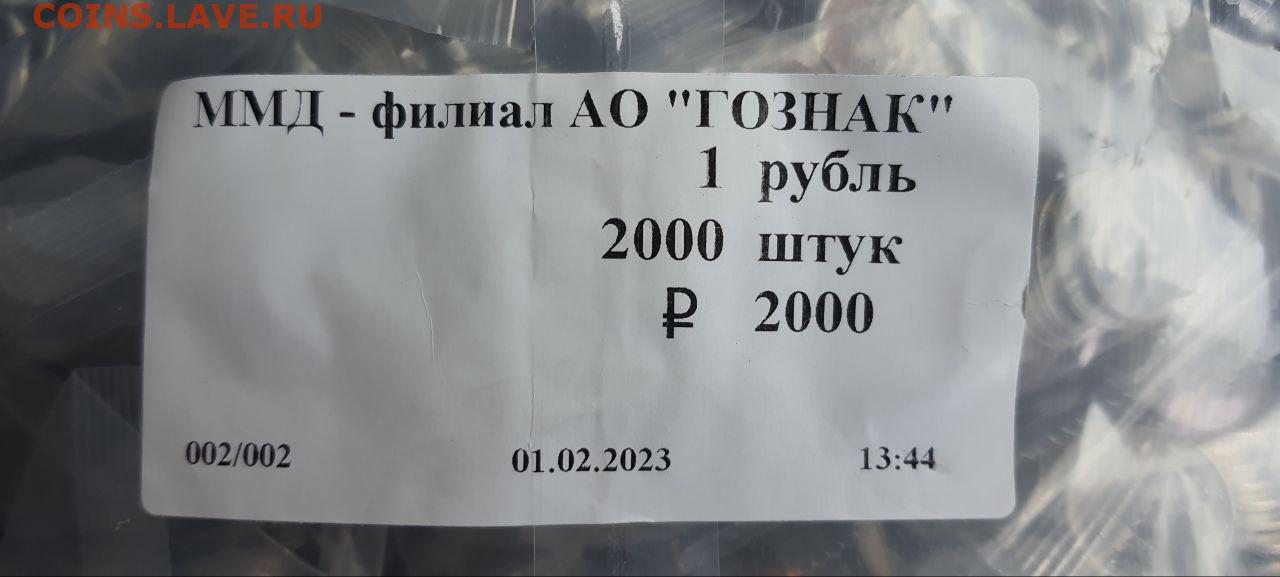 COINS.LAVE.RU
ММД - филиал АО "ГОЗНАК"
1 рубль
2000 штук
₽ 2000
002/002 01.02.2023 13:44